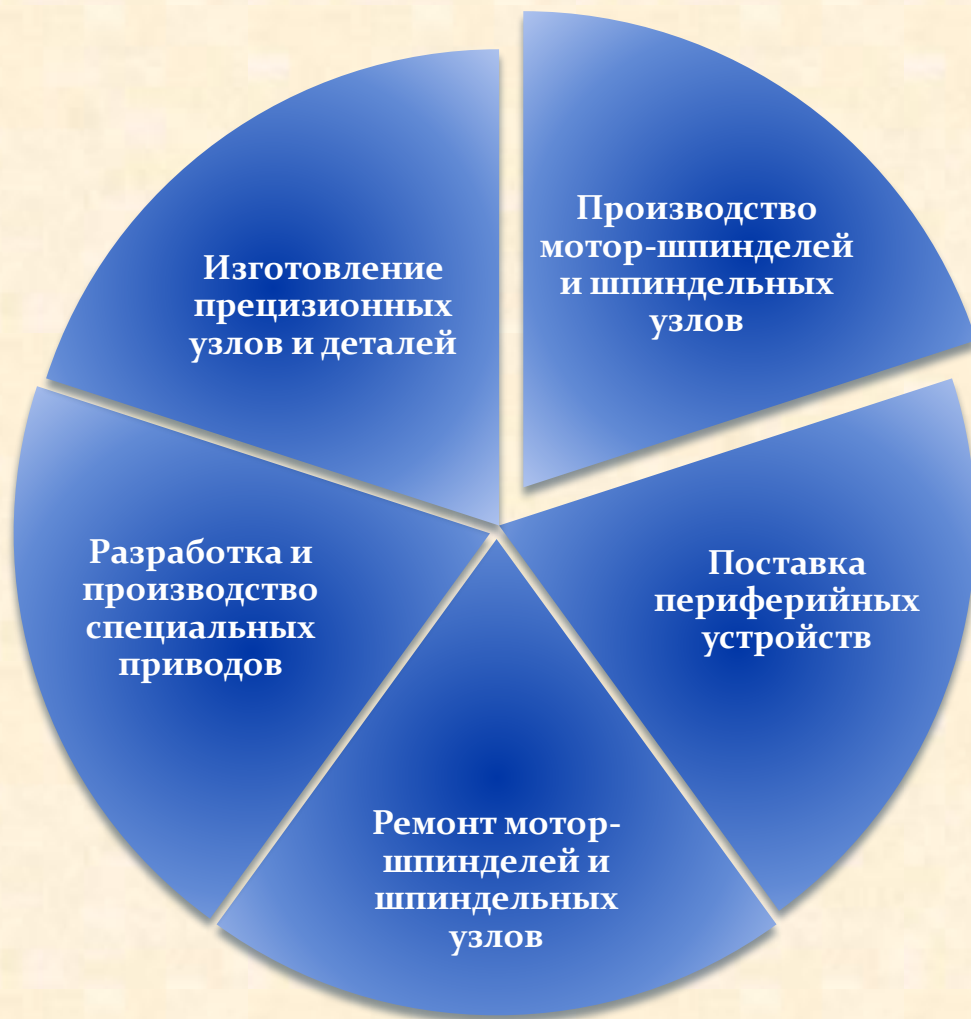 Производство
мотор-шпинделей
и шпиндельных
узлов
Поставка
периферийных
устройств
Ремонт мотор-
шпинделей и
шпиндельных
узлов
Разработка и
производство
специальных
приводов
Изготовление
прецизионных
узлов и деталей